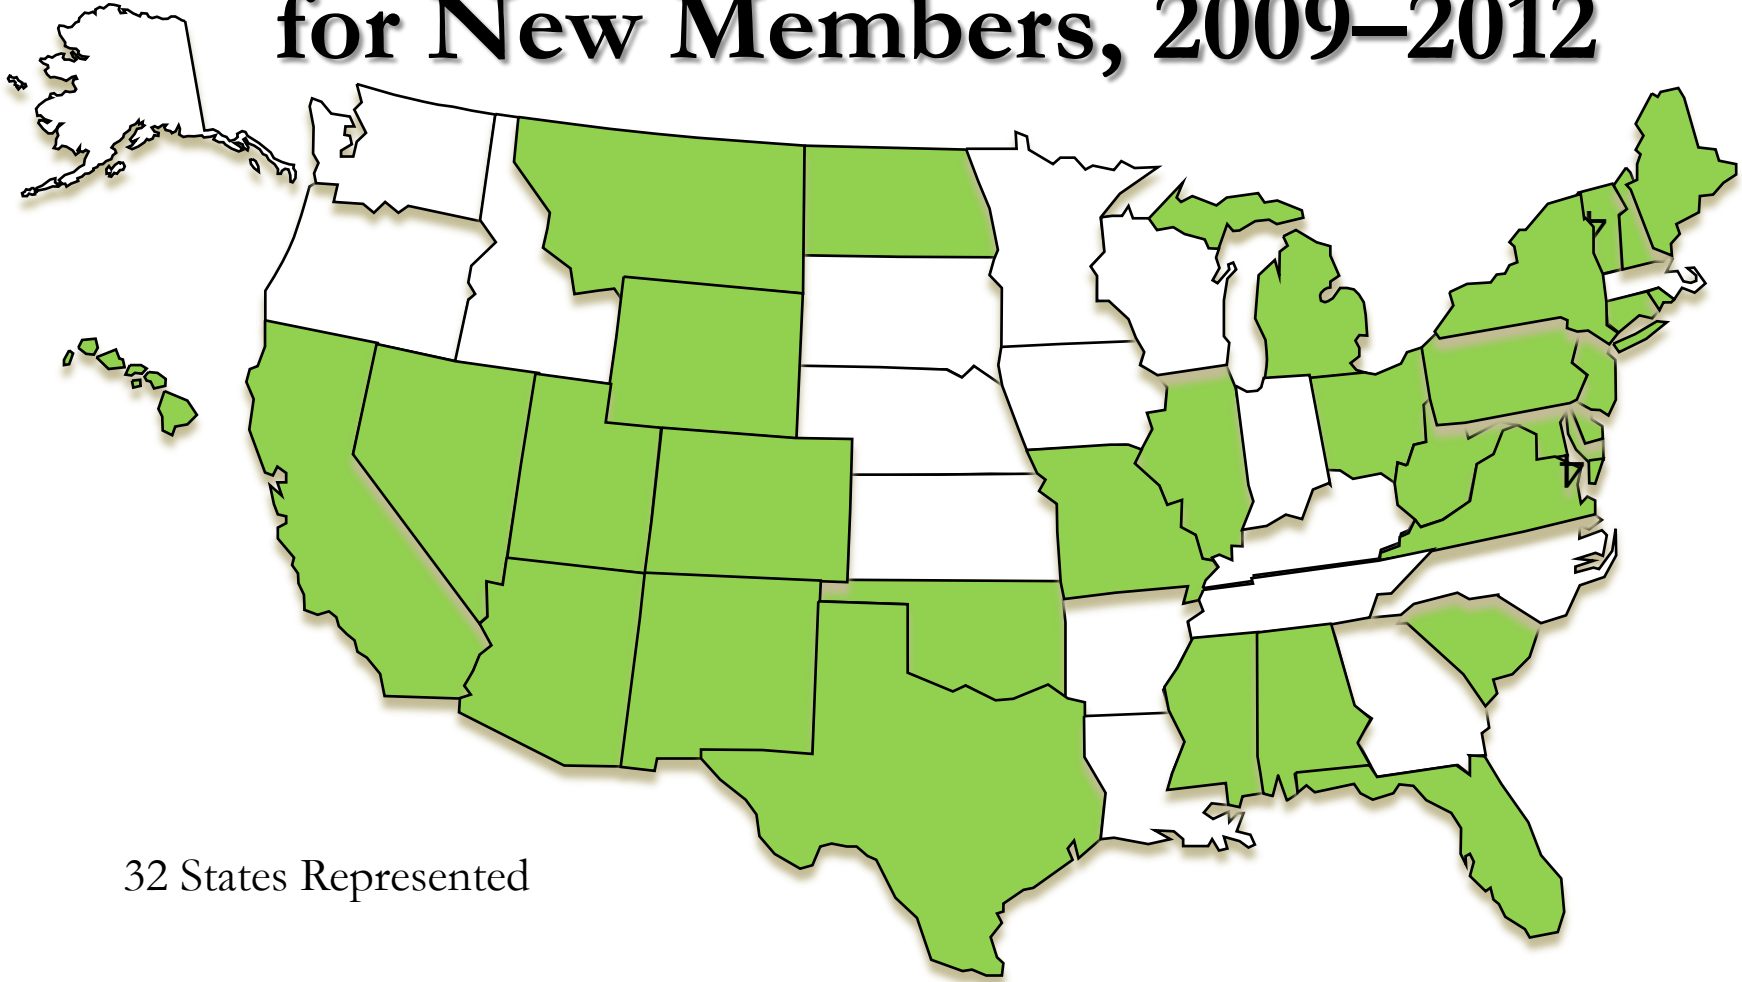 for New Members, 2009–2012
32 States Represented